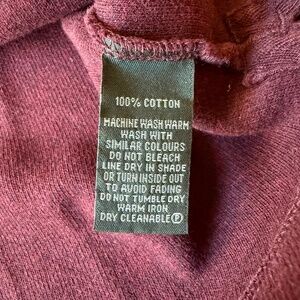 100% COTTON
MACHINE WASH WARM
WASH WITH
SIMILAR COLOURS
DO NOT BLEACH
LINE DRY IN SHADE
OR TURN INSIDE OUT
TO AVOID FADING
DO NOT TUMBLE DRY
WARM IRON
DRY CLEANABLE Ⓟ